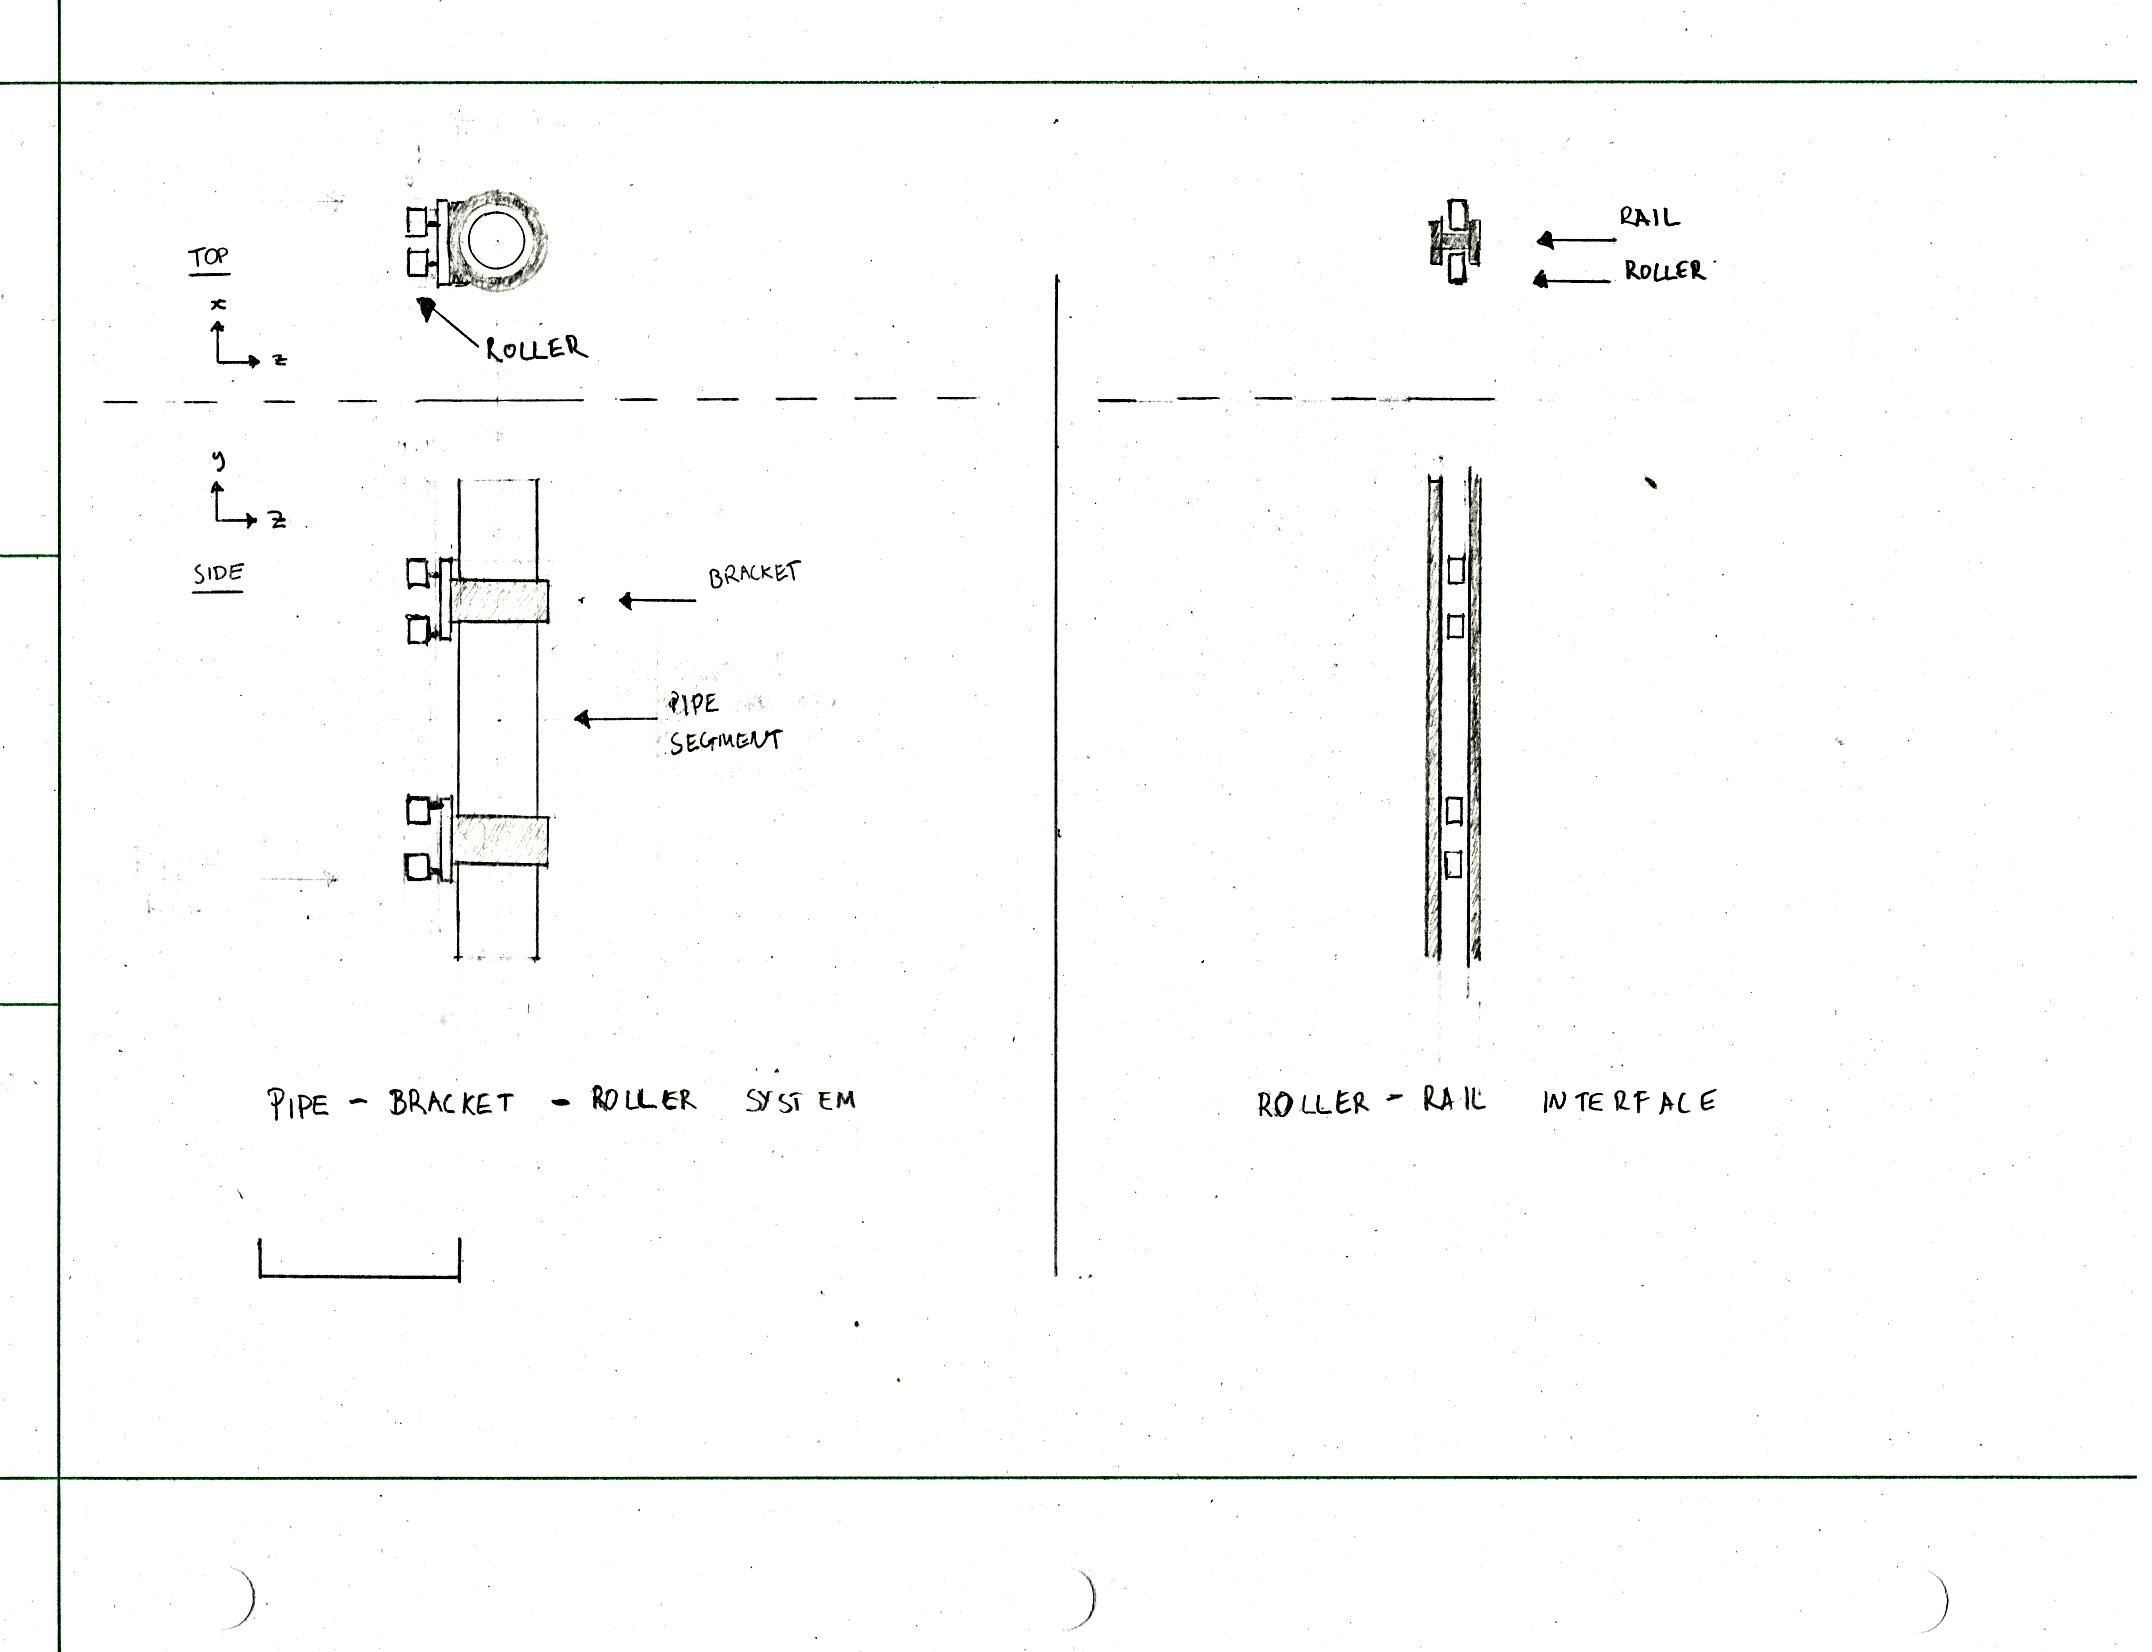 TOP
x
z
ROLLER
y
z
SIDE
BRACKET
PIPE
SEGMENT
PIPE - BRACKET - ROLLER SYSTEM
RAIL
ROLLER
ROLLER - RAIL INTERFACE